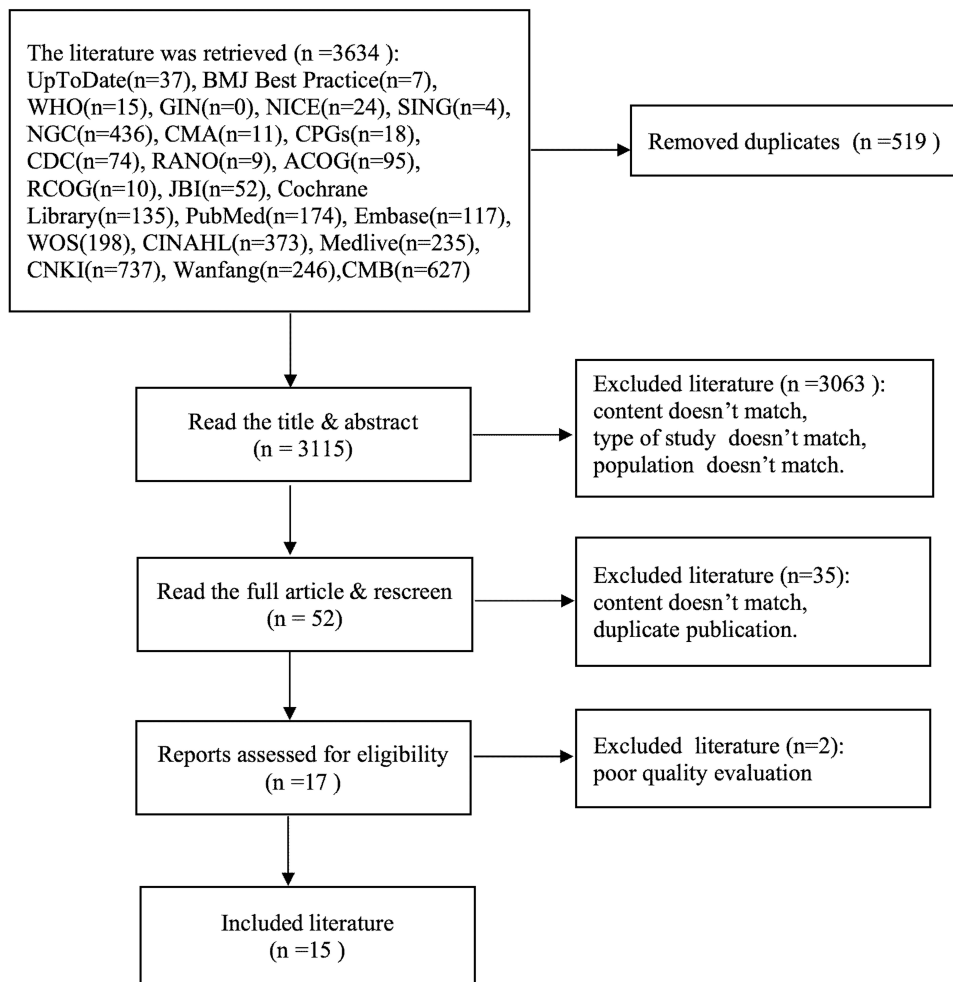 The literature was retrieved (n =3634 ):
UpToDate(n=37), BMJ Best Practice(n=7),
WHO(n=15), GIN(n=0), NICE(n=24), SING(n=4),
NGC(n=436), CMA(n=11), CPGs(n=18),
CDC(n=74), RANO(n=9), ACOG(n=95),
RCOG(n=10), JBI(n=52), Cochrane
Library(n=135), PubMed(n=174), Embase(n=117),
WOS(198), CINAHL(n=373), Medlive(n=235),
CNKI(n=737), Wanfang(n=246),CMB(n=627)
Removed duplicates (n =519 )
Read the title & abstract
(n = 3115)
Excluded literature (n =3063 ):
content doesn’t match,
type of study doesn’t match,
population doesn’t match.
Read the full article & rescreen
(n = 52)
Excluded literature (n=35):
content doesn’t match,
duplicate publication.
Reports assessed for eligibility
(n =17 )
Excluded literature (n=2):
poor quality evaluation
Included literature
(n =15 )